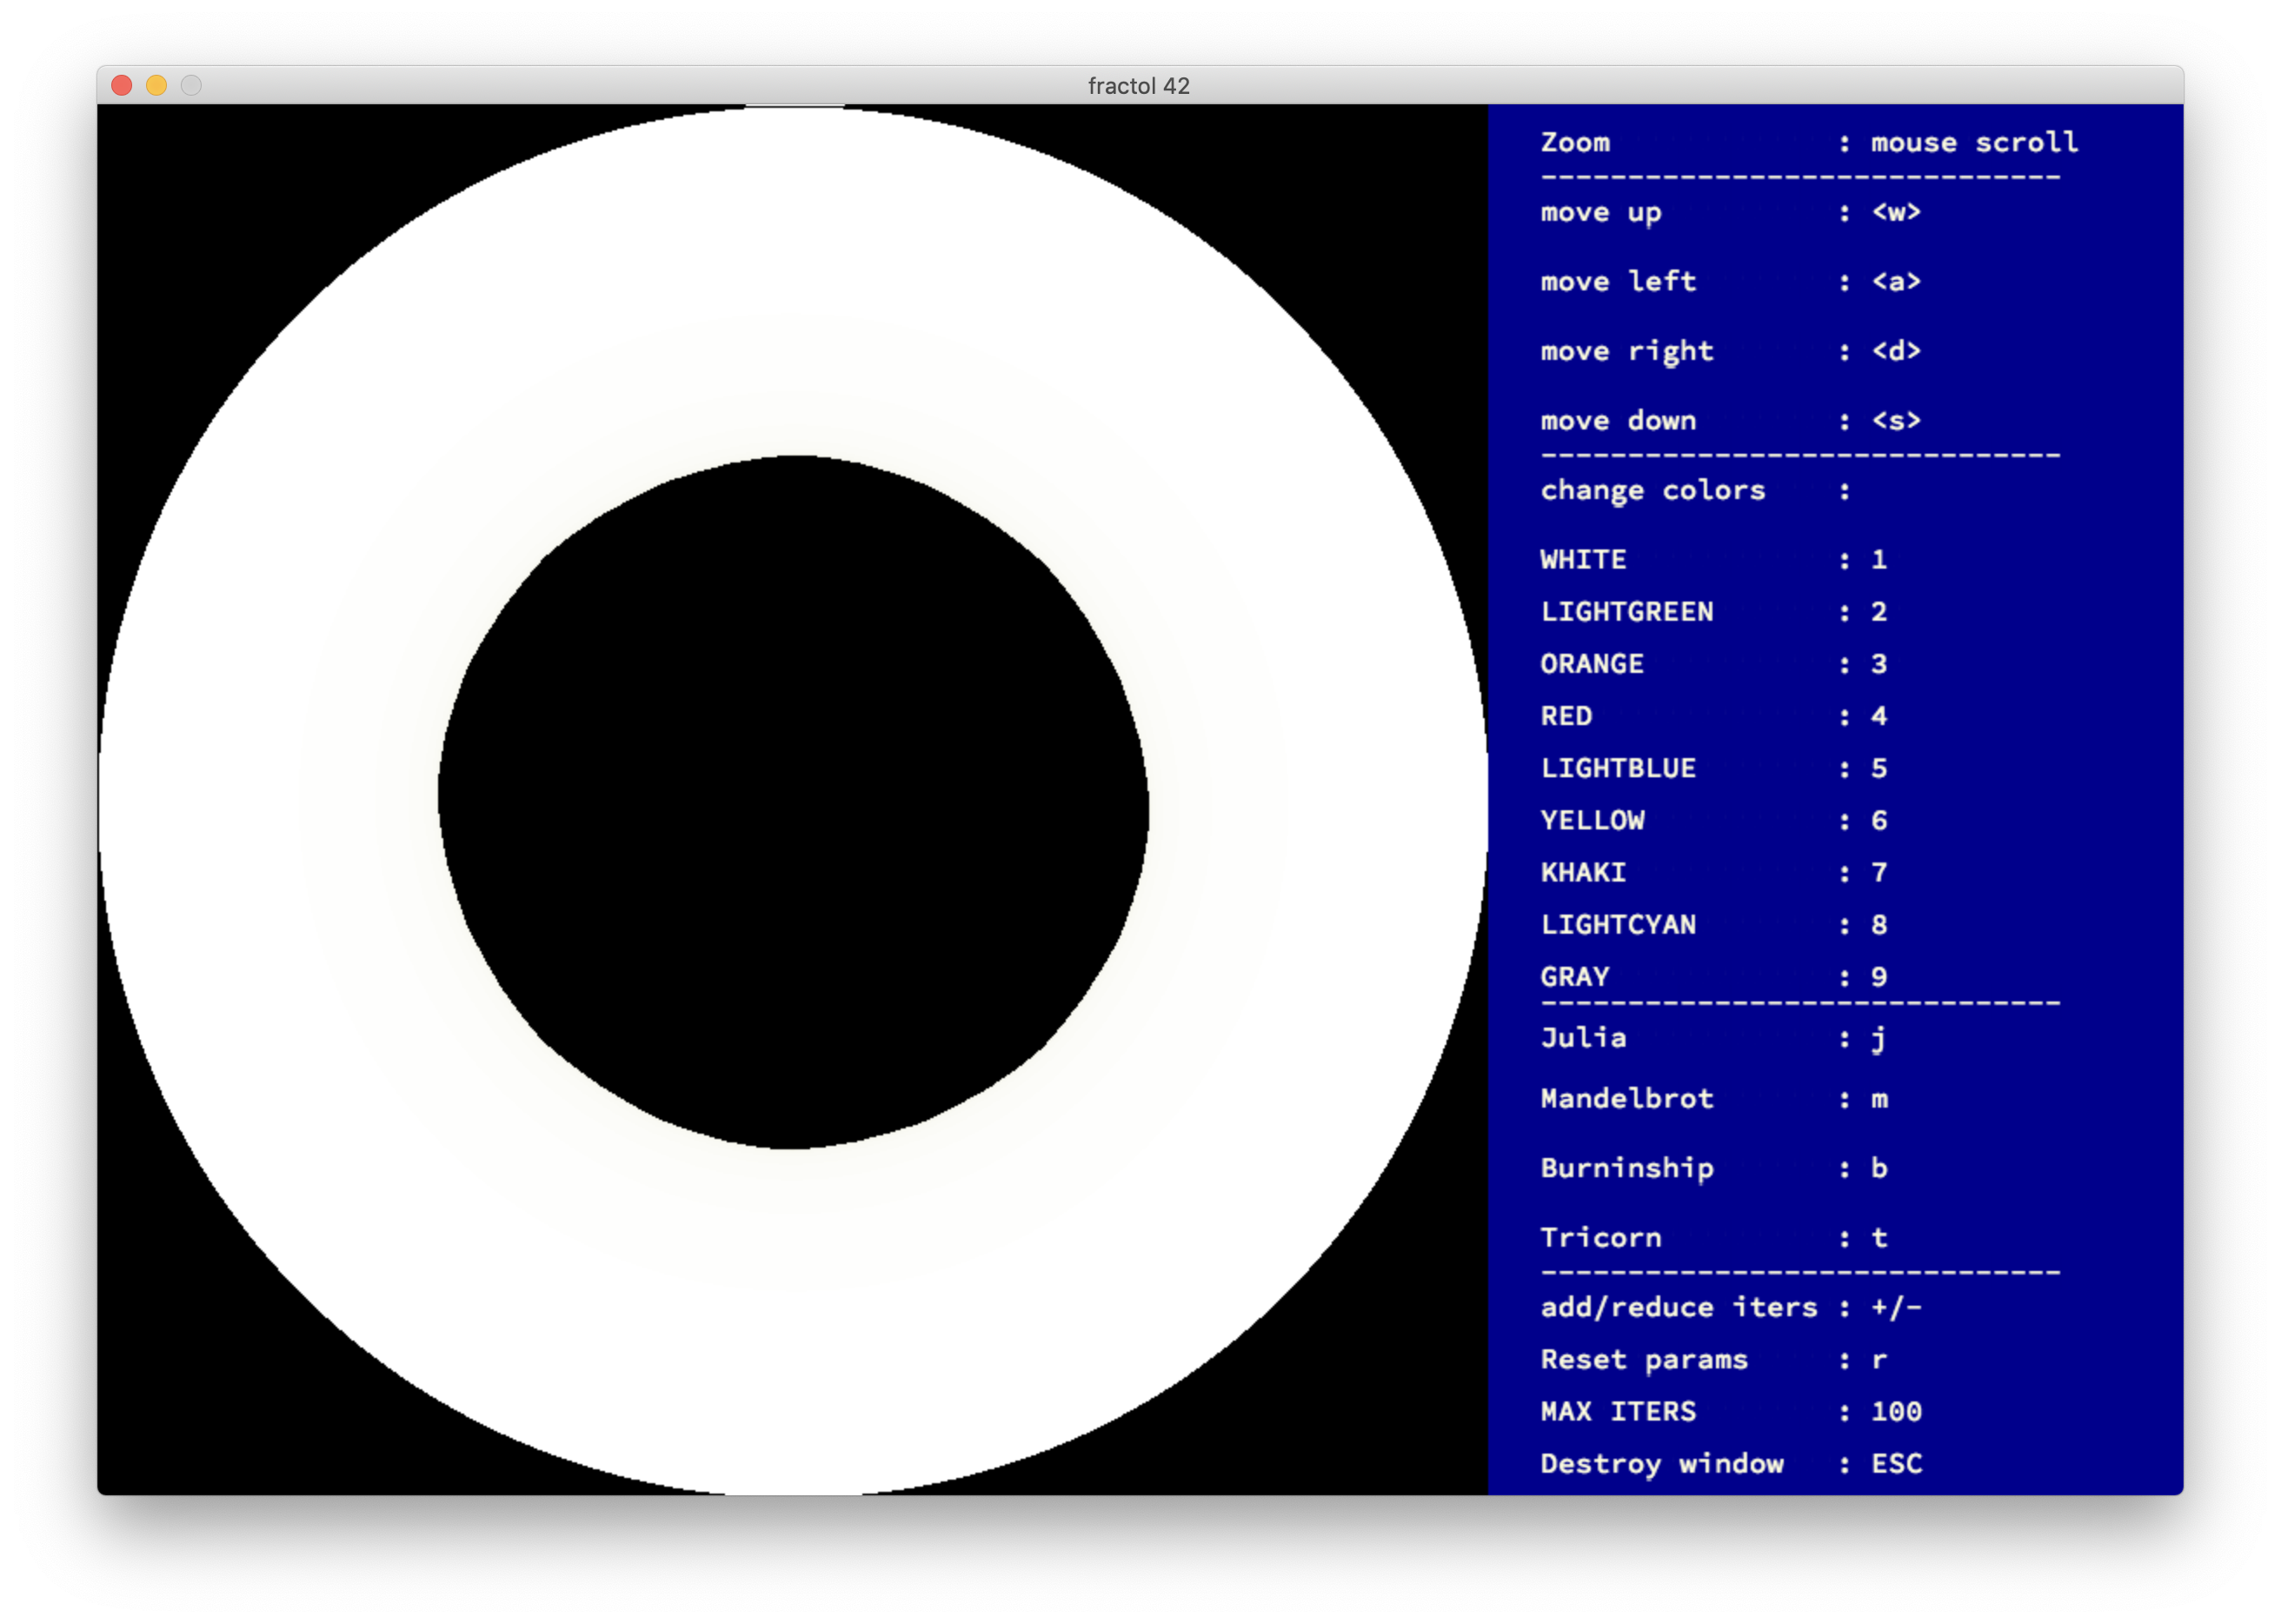 fractol 42
Zoom : mouse scroll
------------------------------
move up : <w>
move left : <a>
move right : <d>
move down : <s>
------------------------------
change colors :
WHITE : 1
LIGHTGREEN : 2
ORANGE : 3
RED : 4
LIGHTBLUE : 5
YELLOW : 6
KHAKI : 7
LIGHTCYAN : 8
GRAY : 9
------------------------------
Julia : j
Mandelbrot : m
Burninship : b
Tricorn : t
------------------------------
add/reduce iters : +/-
Reset params : r
MAX ITERS : 100
Destroy window : ESC